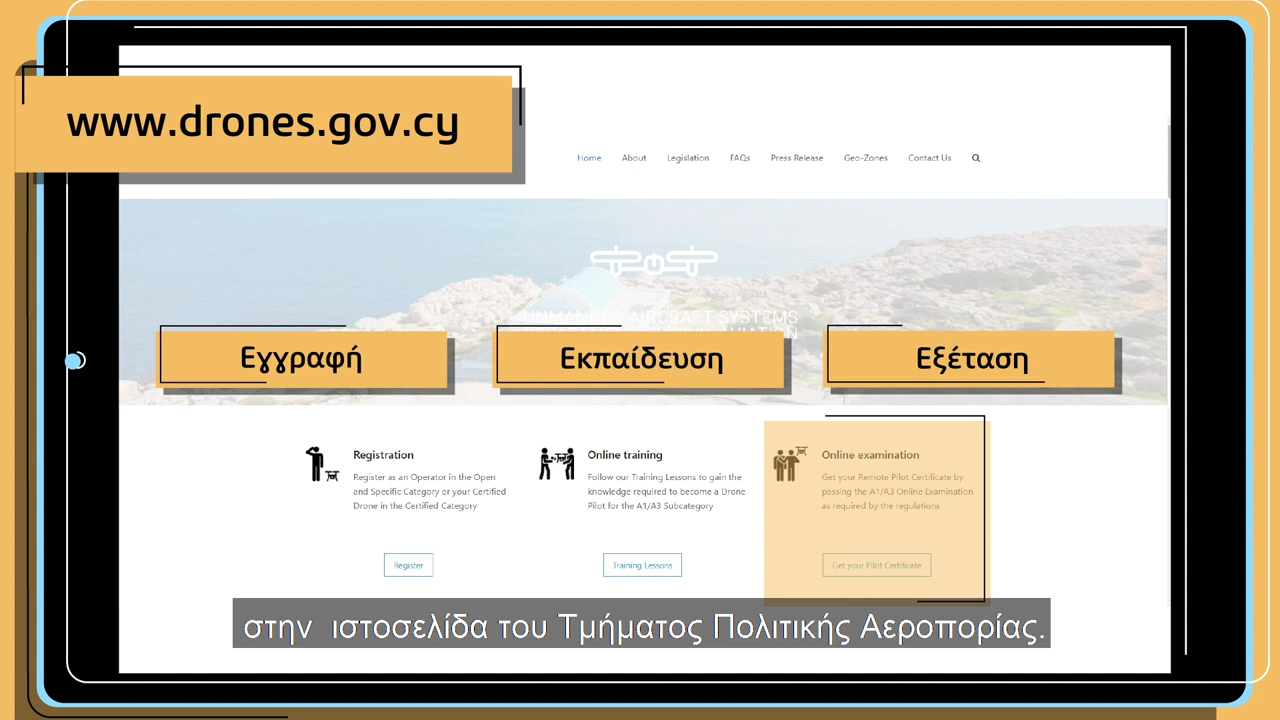 www.drones.gov.cy
Home About Legislation FAQs Press Release Geo-Zones Contact Us
UNMANNED AIRCRAFT SYSTEMS
Εγγραφή Εκπαίδευση Εξέταση
Registration
Register as an Operator in the Open
and Specific Category or your Certified
Drone in the Certified Category
Register
Online training
Follow our Training Lessons to gain the
knowledge required to become a Drone
Pilot for the A1/A3 Subcategory
Training Lessons
Online examination
Get your Remote Pilot Certificate by
passing the A1/A3 Online Examination
as required by the regulations
Get your Pilot Certificate
στην ιστοσελίδα του Τμήματος Πολιτικής Αεροπορίας.